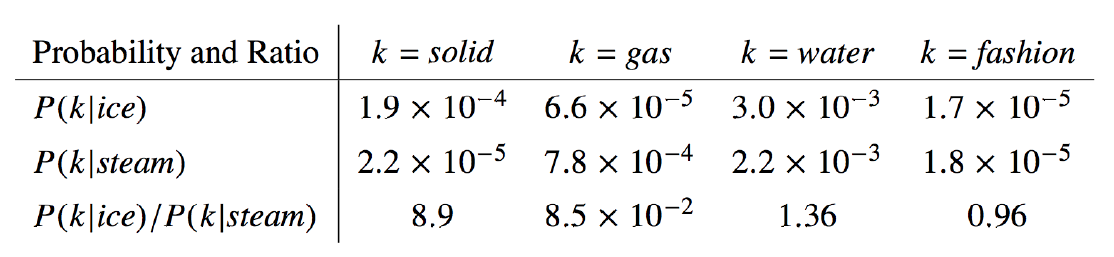 Probability and Ratio k = solid k = gas k = water k = fashion
P(k|ice) 1.9 × 10⁻⁴ 6.6 × 10⁻⁵ 3.0 × 10⁻³ 1.7 × 10⁻⁵
P(k|steam) 2.2 × 10⁻⁵ 7.8 × 10⁻⁴ 2.2 × 10⁻³ 1.8 × 10⁻⁵
P(k|ice)/P(k|steam) 8.9 8.5 × 10⁻² 1.36 0.96